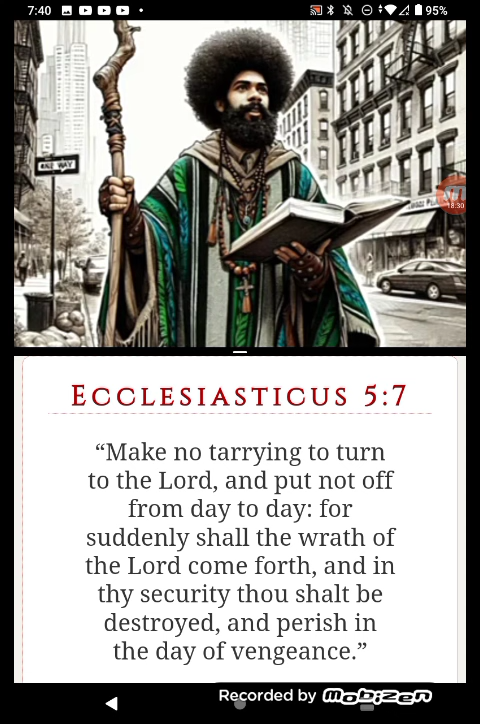 7:40
95%
ONE WAY
18:30
ECCLESIASTICUS 5:7
“Make no tarrying to turn
to the Lord, and put not off
from day to day: for
suddenly shall the wrath of
the Lord come forth, and in
thy security thou shalt be
destroyed, and perish in
the day of vengeance.”
Recorded by Mobizen